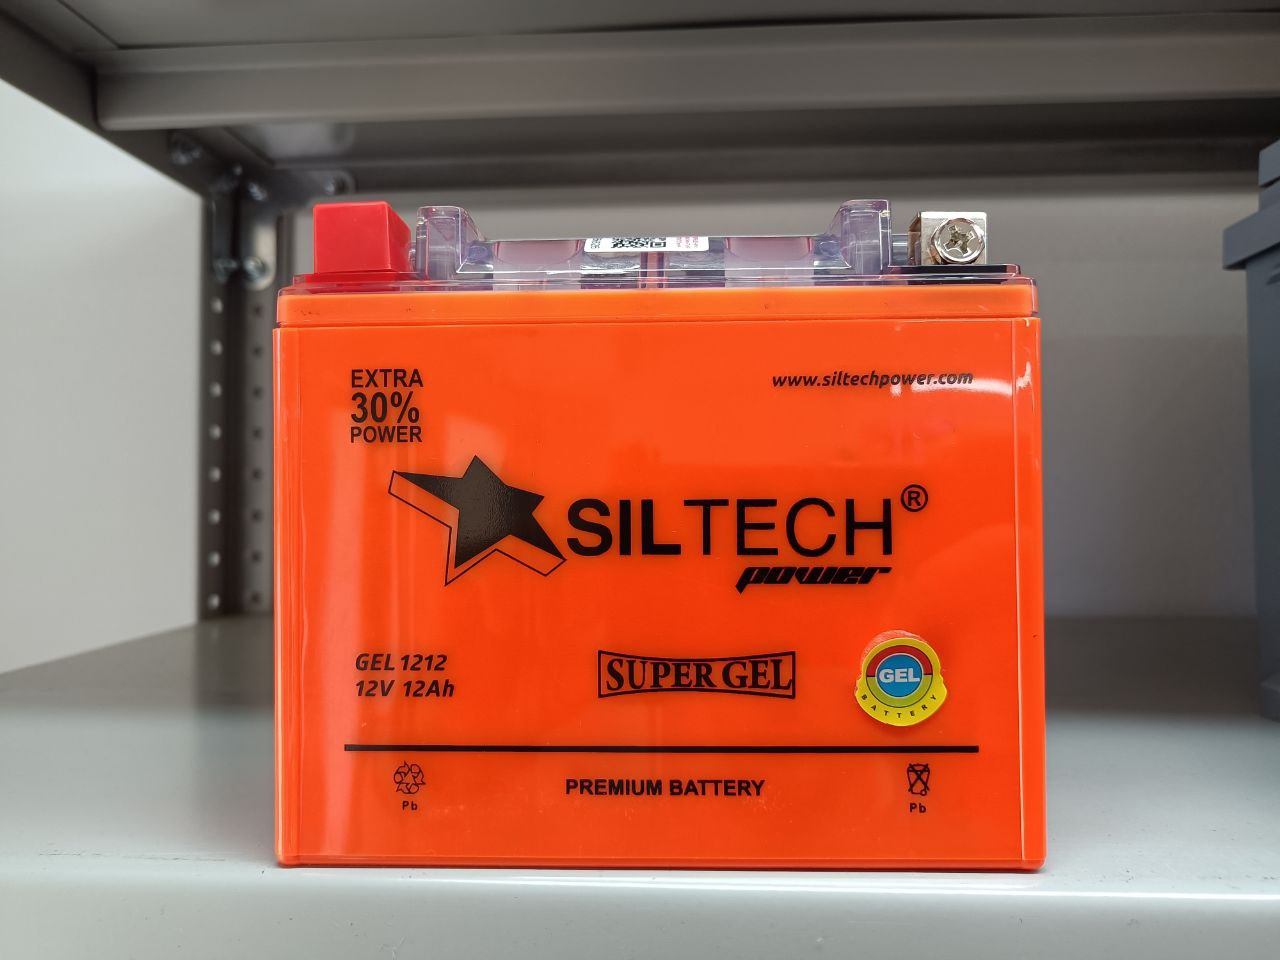 EXTRA
30%
POWER
www.siltechpower.com
SILTECH®
power
GEL 1212
12V 12Ah
SUPER GEL
GEL
BATTERY
PREMIUM BATTERY
Pb
Pb